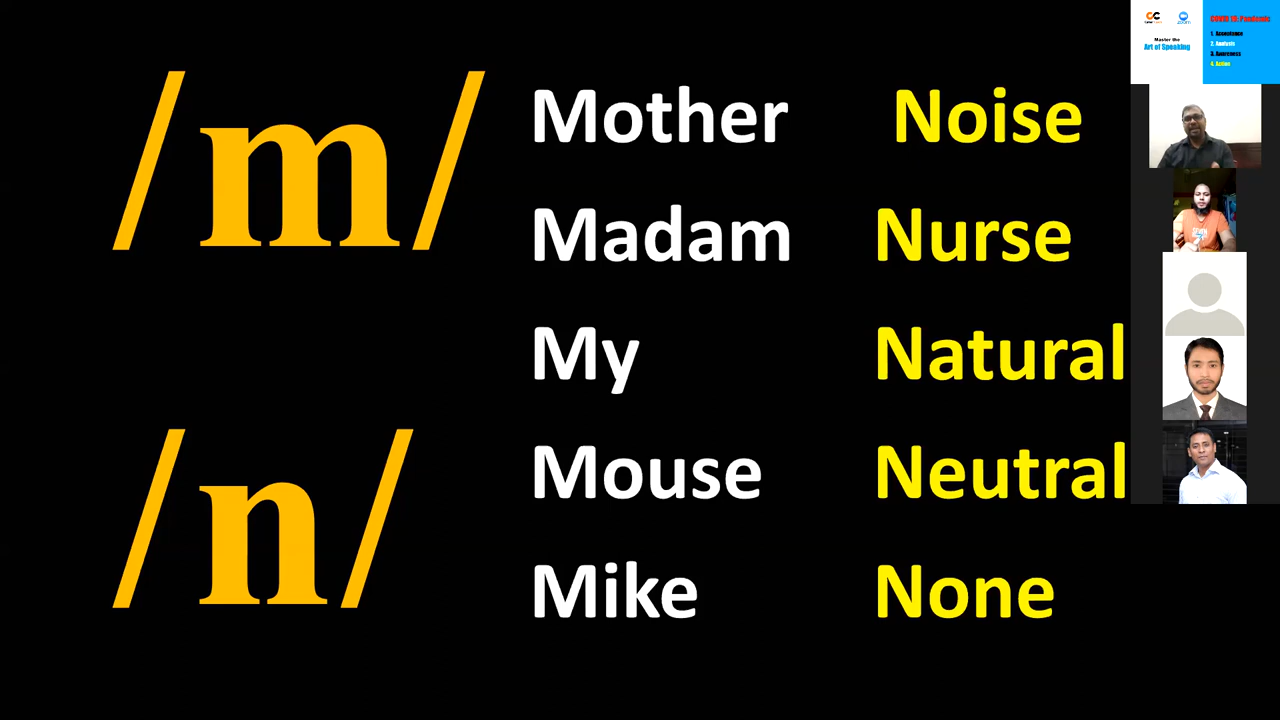 /m/
/n/
Mother Noise
Madam Nurse
My Natural
Mouse Neutral
Mike None
zoom
Master the
Art of Speaking
COVID 19: Pandemic
1. Acceptance
2. Analysis
3. Awareness
4. Action